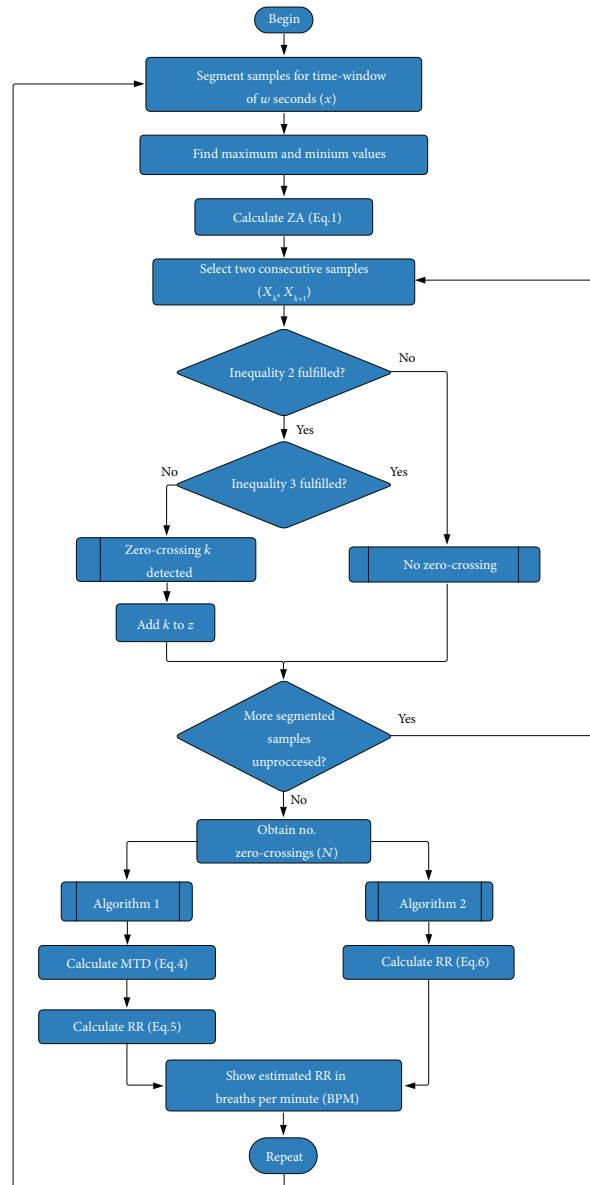 Begin
Segment samples for time-window
of w seconds (x)
Find maximum and minium values
Calculate ZA (Eq.1)
Select two consecutive samples
(X_k, X_{k+1})
Inequality 2 fulfilled?
No
Yes
Inequality 3 fulfilled?
No
Yes
Zero-crossing k
detected
No zero-crossing
Add k to z
More segmented
samples
unproccesed?
Yes
No
Obtain no.
zero-crossings (N)
Algorithm 1
Algorithm 2
Calculate MTD (Eq.4)
Calculate RR (Eq.6)
Calculate RR (Eq.5)
Show estimated RR in
breaths per minute (BPM)
Repeat